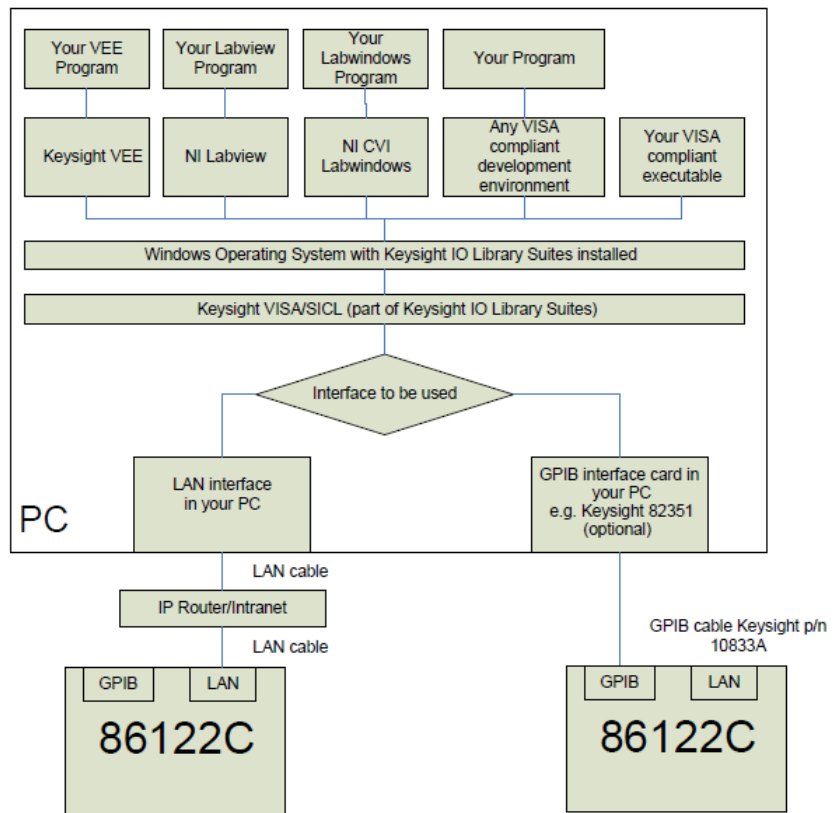 Your VEE
Program
Your Labview
Program
Your
Labwindows
Program
Your Program
Keysight VEE
NI Labview
NI CVI
Labwindows
Any VISA
compliant
development
environment
Your VISA
compliant
executable
Windows Operating System with Keysight IO Library Suites installed
Keysight VISA/SICL (part of Keysight IO Library Suites)
Interface to be used
LAN interface
in your PC
GPIB interface card in
your PC
e.g. Keysight 82351
(optional)
PC
LAN cable
IP Router/Intranet
LAN cable
GPIB cable Keysight p/n
10833A
GPIB
LAN
86122C
GPIB
LAN
86122C